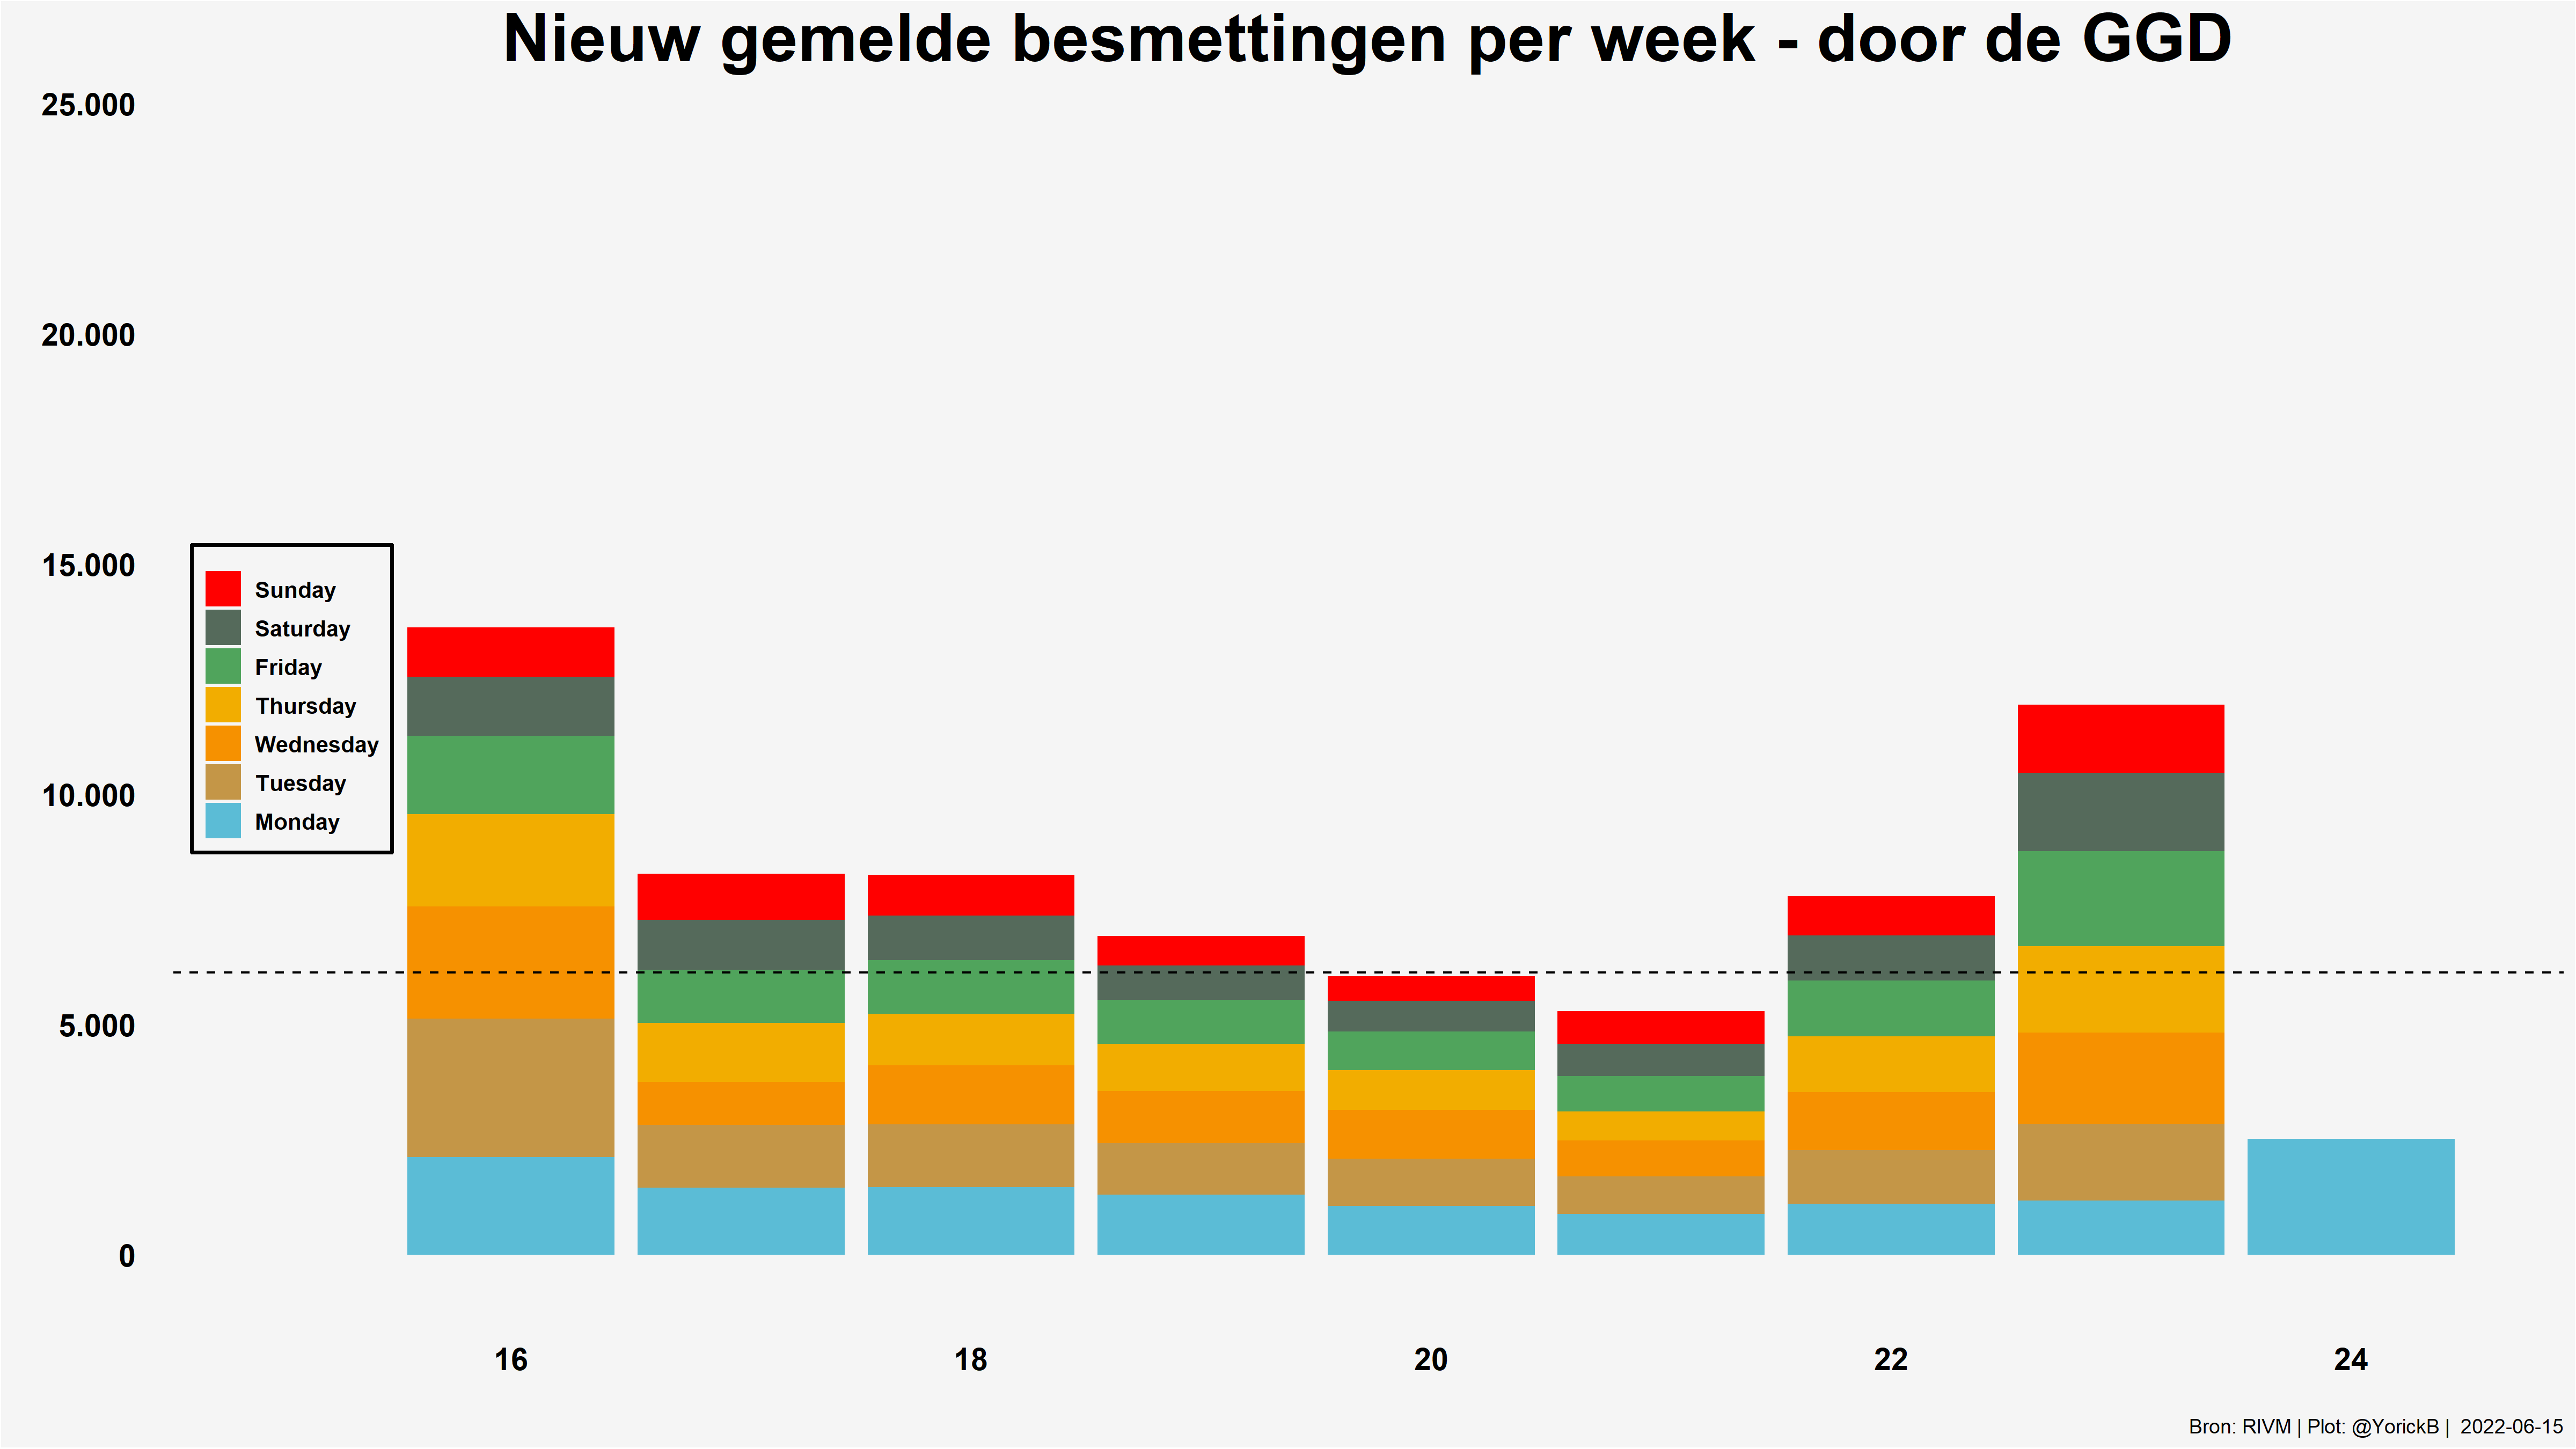 Nieuw gemelde besmettingen per week - door de GGD
25.000
20.000
15.000
10.000
5.000
0
Sunday
Saturday
Friday
Thursday
Wednesday
Tuesday
Monday
16 18 20 22 24
Bron: RIVM | Plot: @YorickB | 2022-06-15